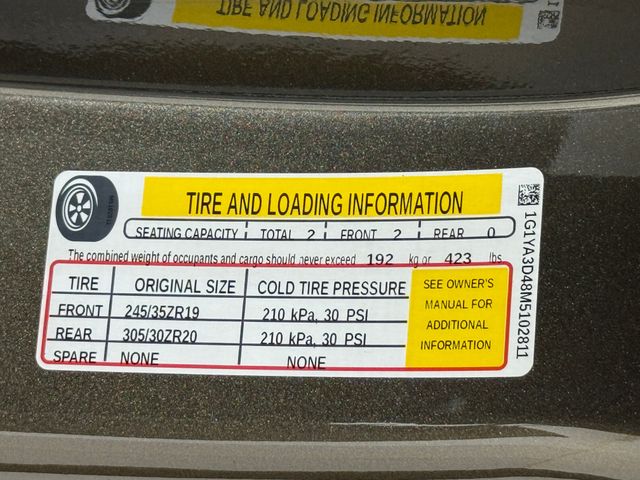 TIRE AND LOADING INFORMATION
TIRE AND LOADING INFORMATION
SEATING CAPACITY TOTAL 2 FRONT 2 REAR 0
The combined weight of occupants and cargo should never exceed 192 kg or 423 lbs
TIRE ORIGINAL SIZE COLD TIRE PRESSURE
FRONT 245/35ZR19 210 kPa, 30 PSI
REAR 305/30ZR20 210 kPa, 30 PSI
SPARE NONE NONE
SEE OWNER'S
MANUAL FOR
ADDITIONAL
INFORMATION
1G1YA3D48M5102811